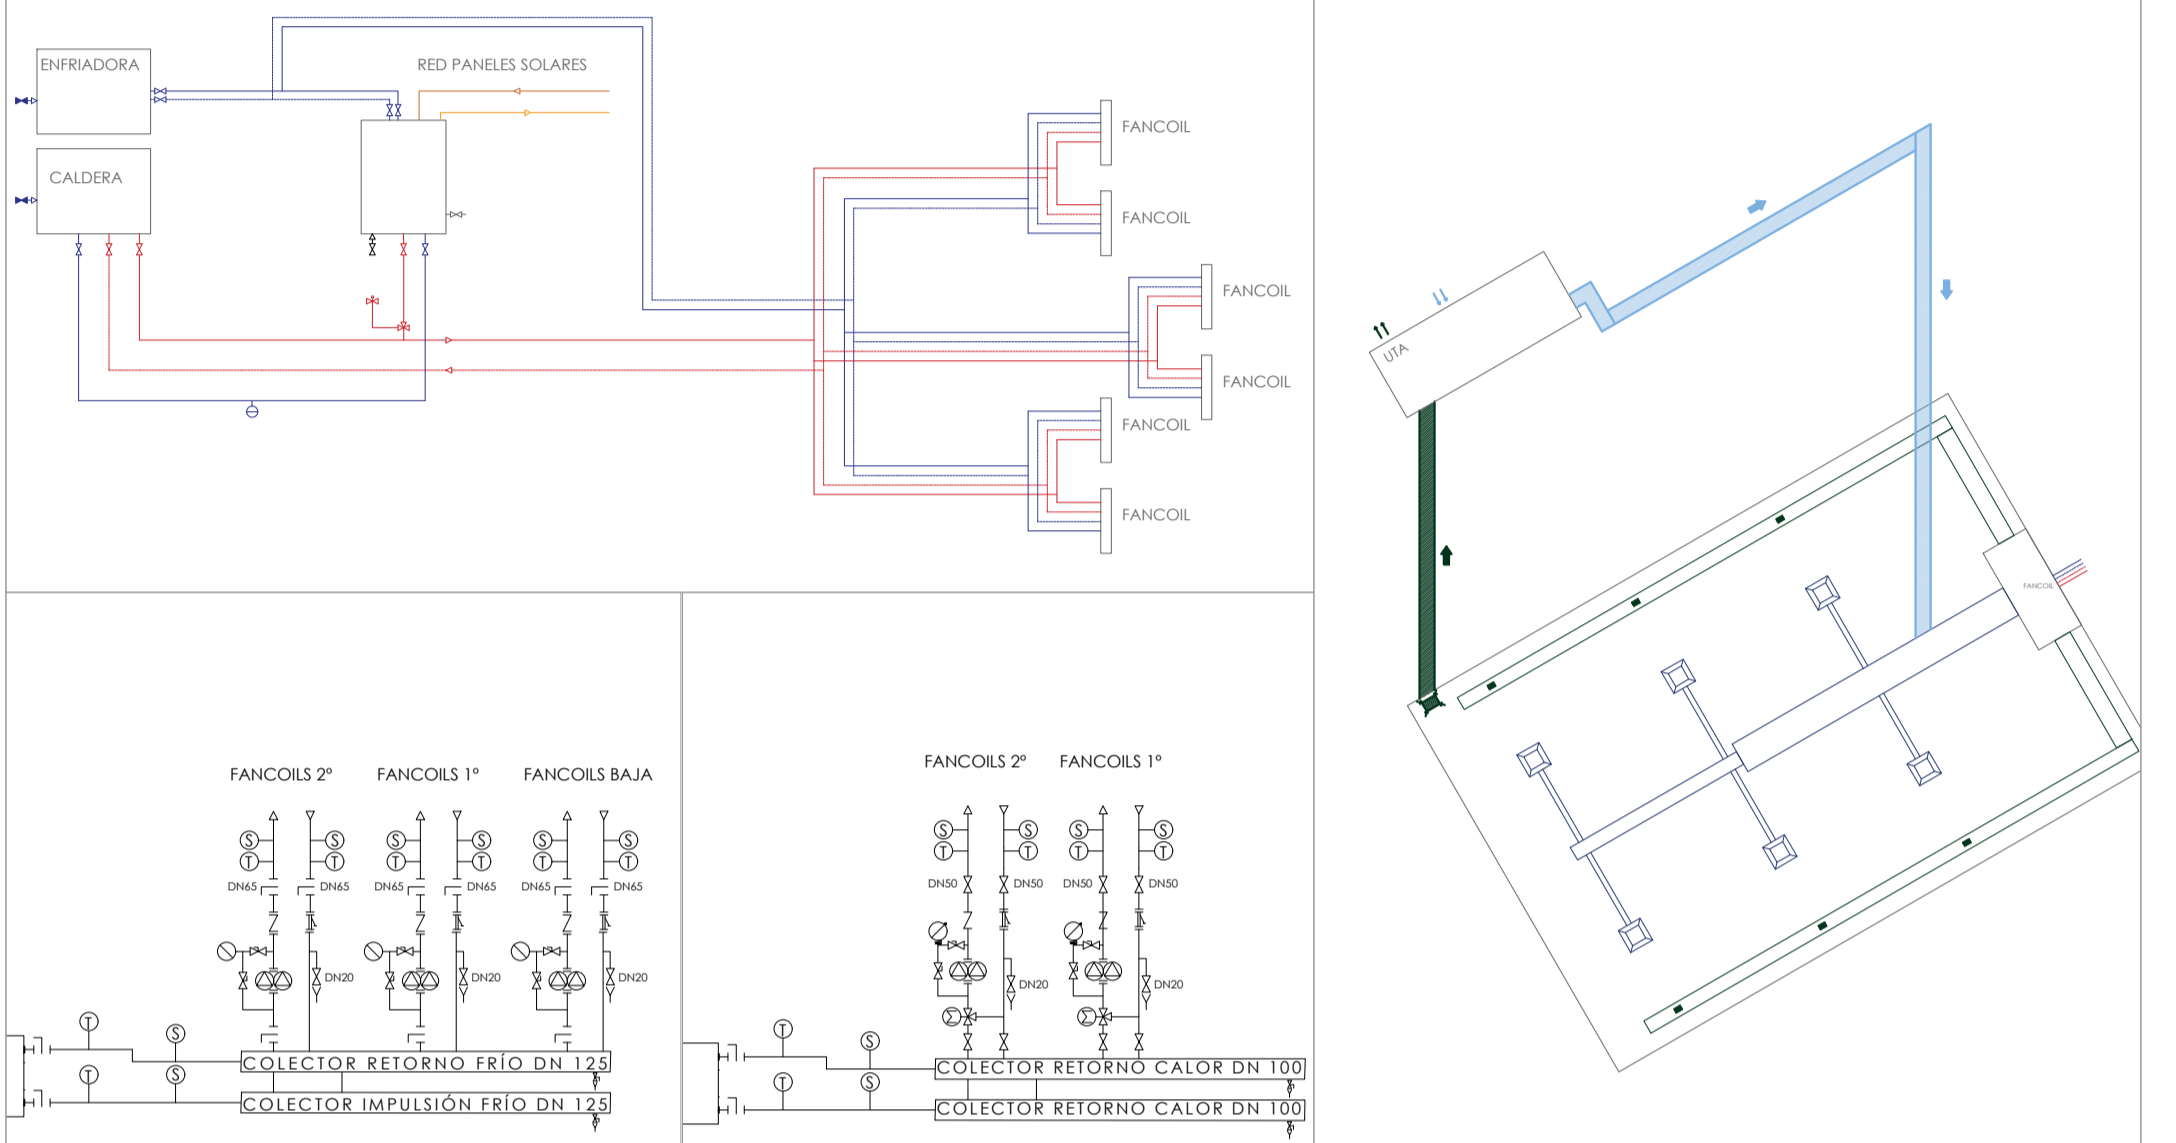 ENFRIADORA
RED PANELES SOLARES
CALDERA
FANCOIL
FANCOIL
FANCOIL
FANCOIL
FANCOIL
FANCOIL
UTA
FANCOIL
FANCOILS 2º FANCOILS 1º FANCOILS BAJA
S S S S S S
T T T T T T
DN65 DN65 DN65 DN65 DN65 DN65
DN20 DN20 DN20
T S
COLECTOR RETORNO FRÍO DN 125
T S
COLECTOR IMPULSIÓN FRÍO DN 125
FANCOILS 2º FANCOILS 1º
S S S S
T T T T
DN50 DN50 DN50 DN50
DN20 DN20
Σ Σ
T S
COLECTOR RETORNO CALOR DN 100
T S
COLECTOR RETORNO CALOR DN 100